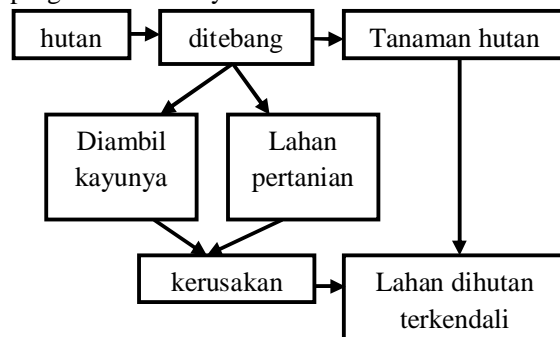 hutan
ditebang
Tanaman hutan
Diambil
kayunya
Lahan
pertanian
kerusakan
Lahan dihutan
terkendali